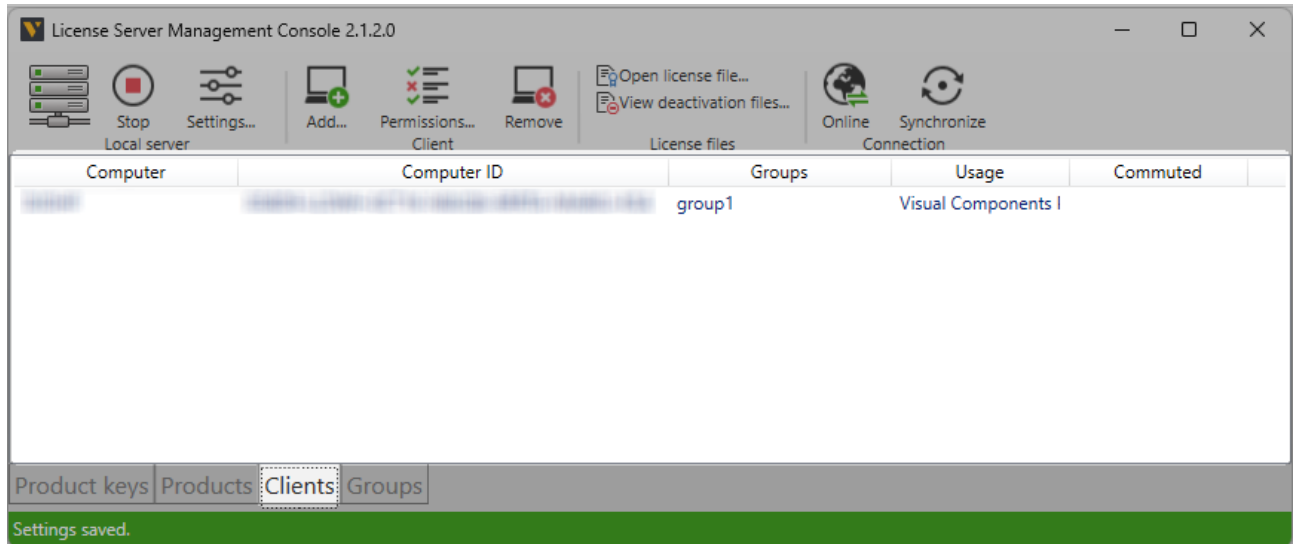 License Server Management Console 2.1.2.0
Stop Settings... Add... Permissions... Remove Open license file... View deactivation files... Online Synchronize
Local server Client License files Connection
Computer Computer ID Groups Usage Commuted
group1 Visual Components
Product keys Products Clients Groups
Settings saved.